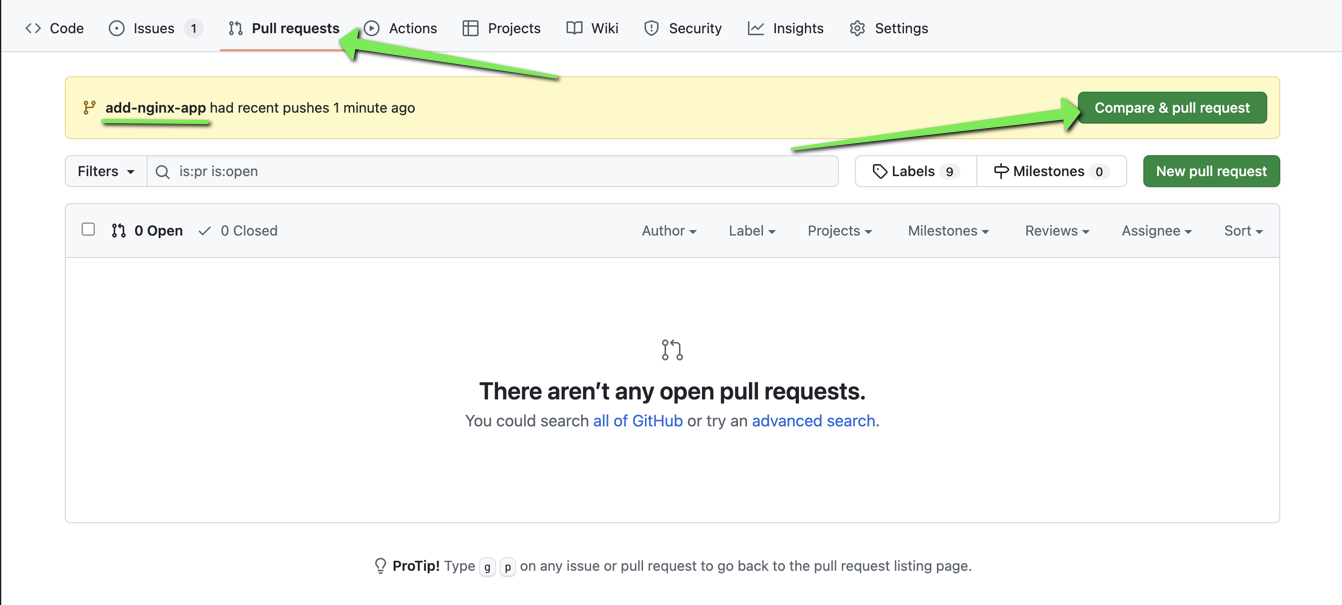 Code Issues 1 Pull requests Actions Projects Wiki Security Insights Settings
add-nginx-app had recent pushes 1 minute ago Compare & pull request
Filters is:pr is:open Labels 9 Milestones 0 New pull request
0 Open 0 Closed Author Label Projects Milestones Reviews Assignee Sort
There aren’t any open pull requests.
You could search all of GitHub or try an advanced search.
ProTip! Type g p on any issue or pull request to go back to the pull request listing page.